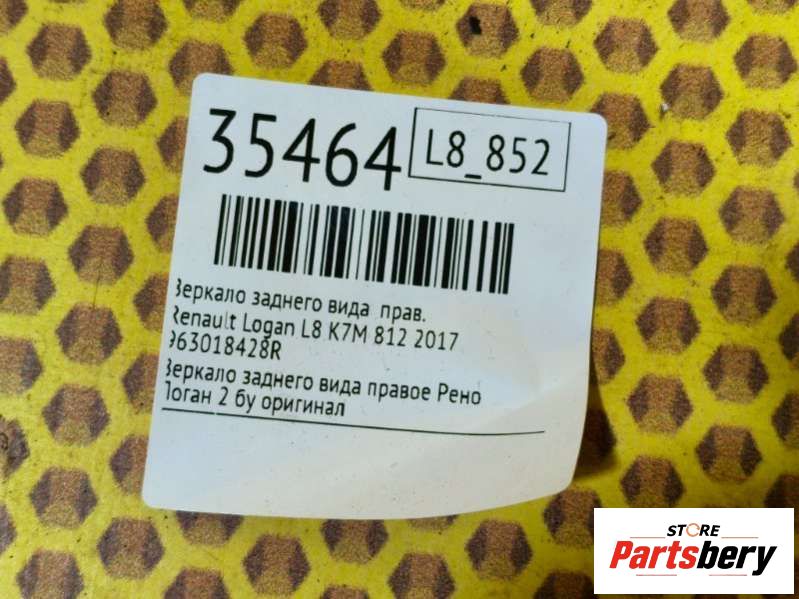 35464
L8_852
Зеркало заднего вида прав.
Renault Logan L8 K7M 812 2017
963018428R
Зеркало заднего вида правое Рено
Логан 2 бу оригинал
STORE
Partsbery